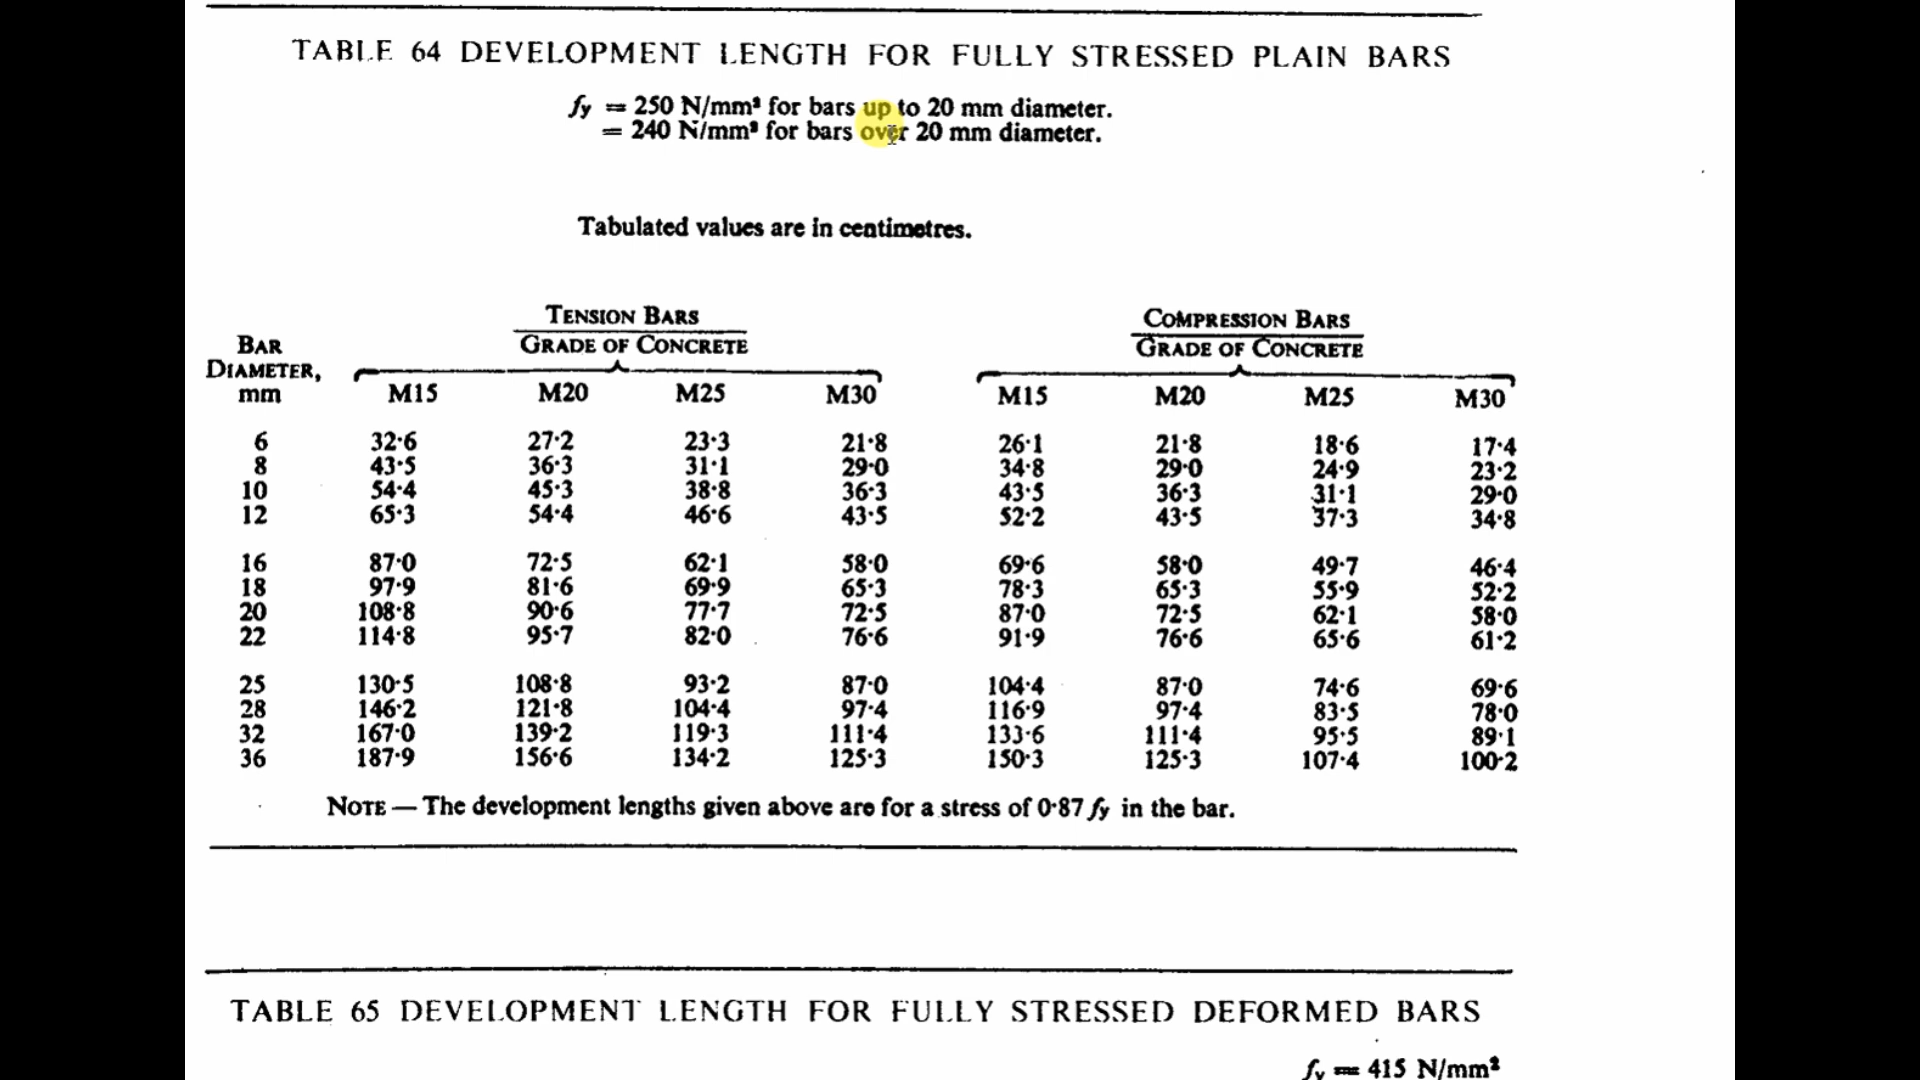 TABLE 64 DEVELOPMENT LENGTH FOR FULLY STRESSED PLAIN BARS
fy = 250 N/mm² for bars up to 20 mm diameter.
= 240 N/mm² for bars over 20 mm diameter.
Tabulated values are in centimetres.
TENSION BARS COMPRESSION BARS
BAR GRADE OF CONCRETE GRADE OF CONCRETE
DIAMETER,
mm M15 M20 M25 M30 M15 M20 M25 M30
6 32·6 27·2 23·3 21·8 26·1 21·8 18·6 17·4
8 43·5 36·3 31·1 29·0 34·8 29·0 24·9 23·2
10 54·4 45·3 38·8 36·3 43·5 36·3 31·1 29·0
12 65·3 54·4 46·6 43·5 52·2 43·5 37·3 34·8
16 87·0 72·5 62·1 58·0 69·6 58·0 49·7 46·4
18 97·9 81·6 69·9 65·3 78·3 65·3 55·9 52·2
20 108·8 90·6 77·7 72·5 87·0 72·5 62·1 58·0
22 114·8 95·7 82·0 76·6 91·9 76·6 65·6 61·2
25 130·5 108·8 93·2 87·0 104·4 87·0 74·6 69·6
28 146·2 121·8 104·4 97·4 116·9 97·4 83·5 78·0
32 167·0 139·2 119·3 111·4 133·6 111·4 95·5 89·1
36 187·9 156·6 134·2 125·3 150·3 125·3 107·4 100·2
NOTE — The development lengths given above are for a stress of 0·87 fy in the bar.
TABLE 65 DEVELOPMENT LENGTH FOR FULLY STRESSED DEFORMED BARS
fy = 415 N/mm²